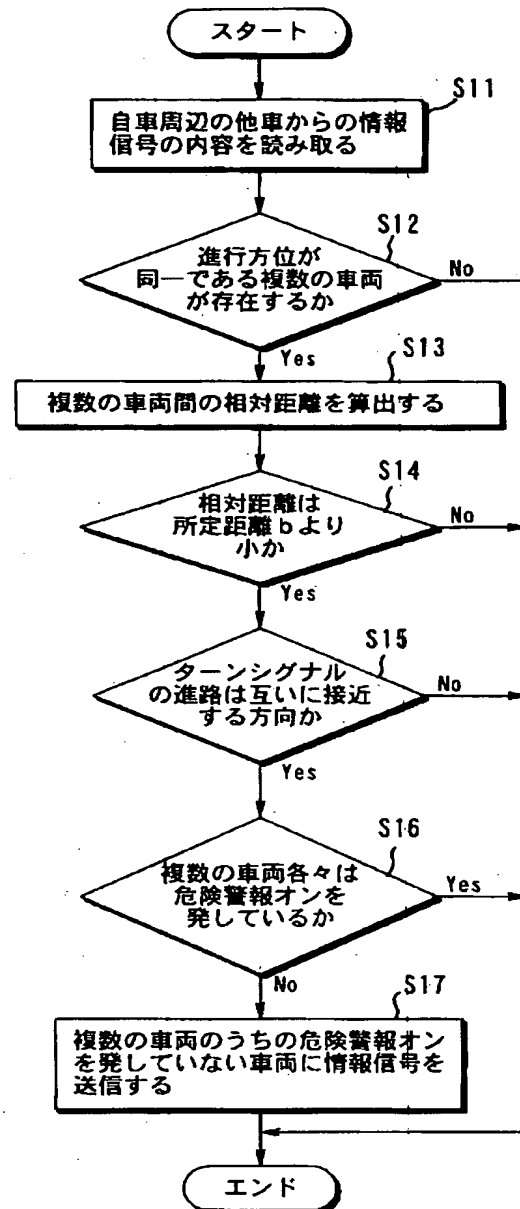 スタート
S11
自車周辺の他車からの情報
信号の内容を読み取る
S12
進行方位が
同一である複数の車両
が存在するか
No
Yes
S13
複数の車両間の相対距離を算出する
S14
相対距離は
所定距離bより
小か
No
Yes
S15
ターンシグナル
の進路は互いに接近
する方向か
No
Yes
S16
複数の車両各々は
危険警報オンを
発しているか
Yes
No
S17
複数の車両のうちの危険警報オン
を発していない車両に情報信号を
送信する
エンド